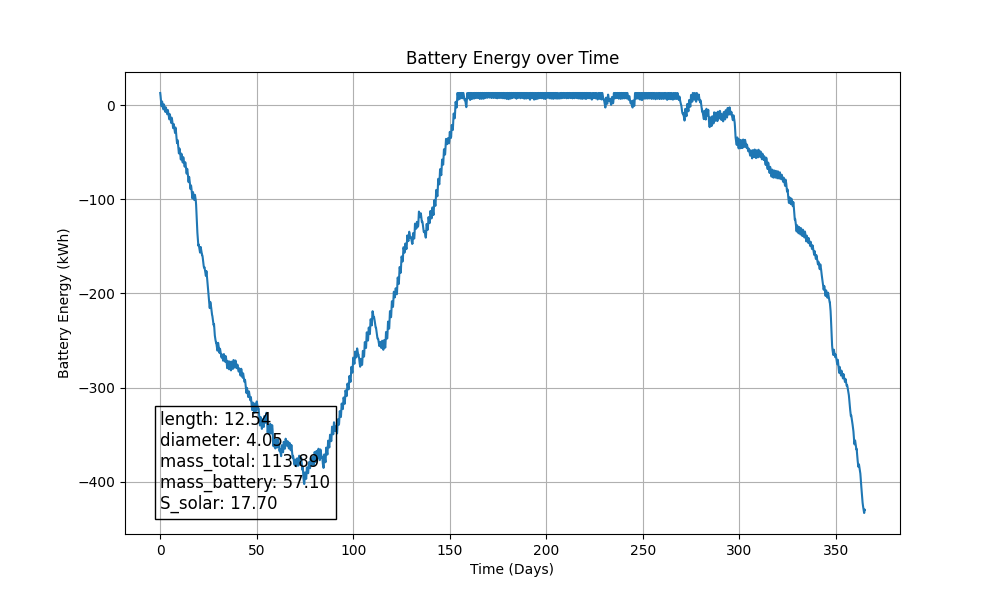 Battery Energy over Time
Battery Energy (kWh)
0
−100
−200
−300
−400
length: 12.54
diameter: 4.05
mass_total: 113.89
mass_battery: 57.10
S_solar: 17.70
0 50 100 150 200 250 300 350
Time (Days)